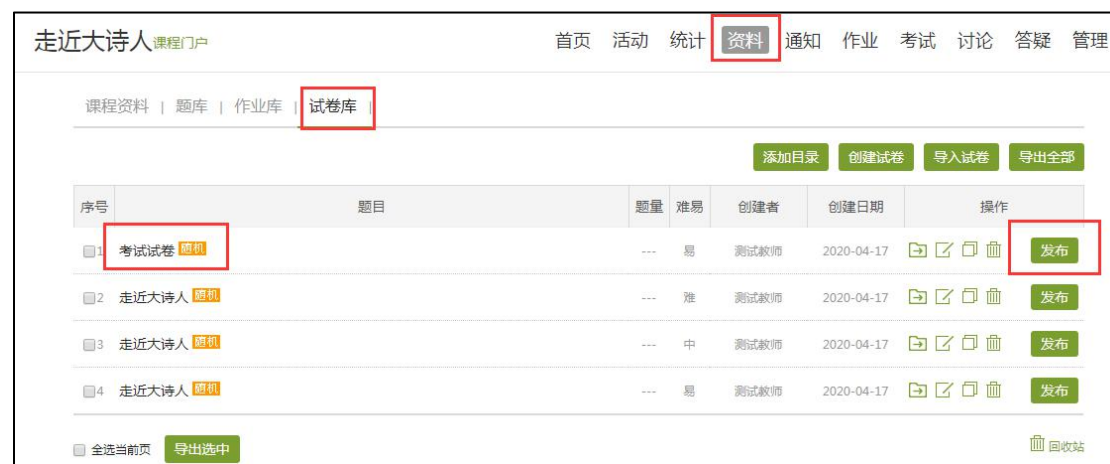 走近大诗人 课程门户 首页 活动 统计 资料 通知 作业 考试 讨论 答疑 管理
课程资料 | 题库 | 作业库 | 试卷库 |
添加目录 创建试卷 导入试卷 导出全部
序号 题目 题量 难易 创建者 创建日期 操作
1 考试试卷 随机 --- 易 测试教师 2020-04-17 发布
2 走近大诗人 随机 --- 难 测试教师 2020-04-17 发布
3 走近大诗人 随机 --- 中 测试教师 2020-04-17 发布
4 走近大诗人 随机 --- 易 测试教师 2020-04-17 发布
全选当前页 导出选中 回收站